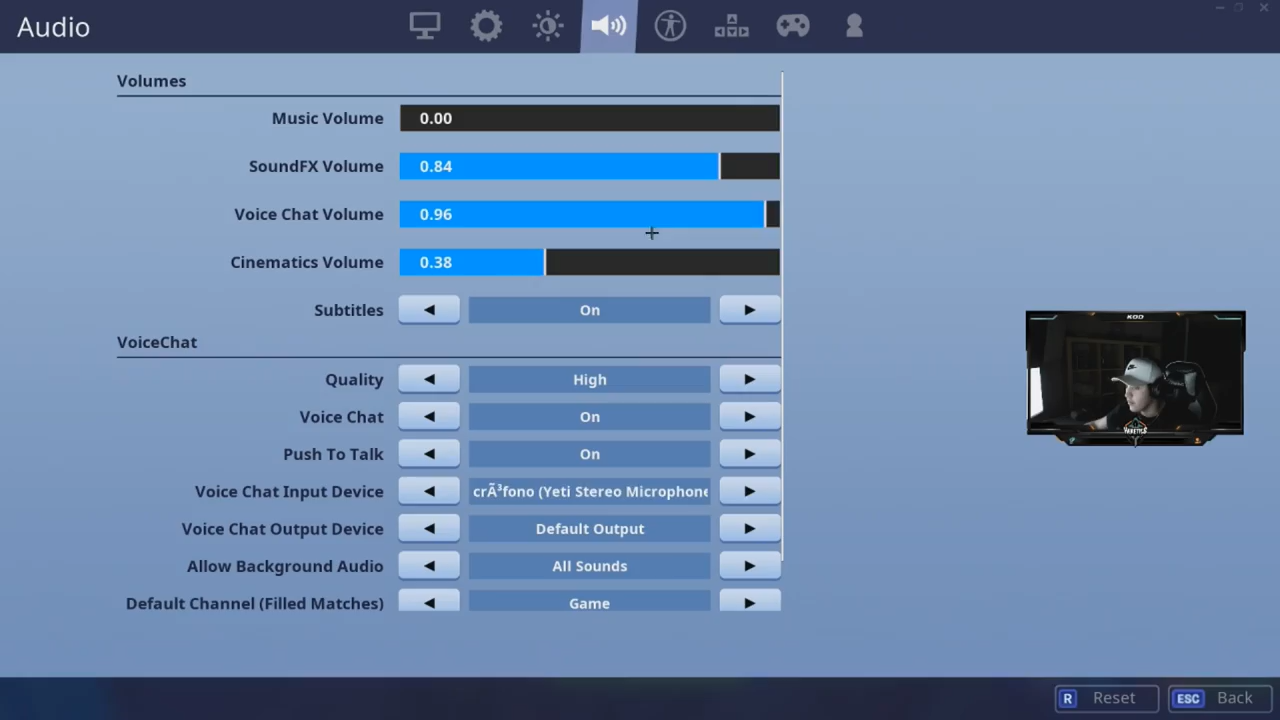 Audio
Volumes
Music Volume 0.00
SoundFX Volume 0.84
Voice Chat Volume 0.96
Cinematics Volume 0.38
Subtitles On
VoiceChat
Quality High
Voice Chat On
Push To Talk On
Voice Chat Input Device crÃ³fono (Yeti Stereo Microphone
Voice Chat Output Device Default Output
Allow Background Audio All Sounds
Default Channel (Filled Matches) Game
KOD
R Reset ESC Back